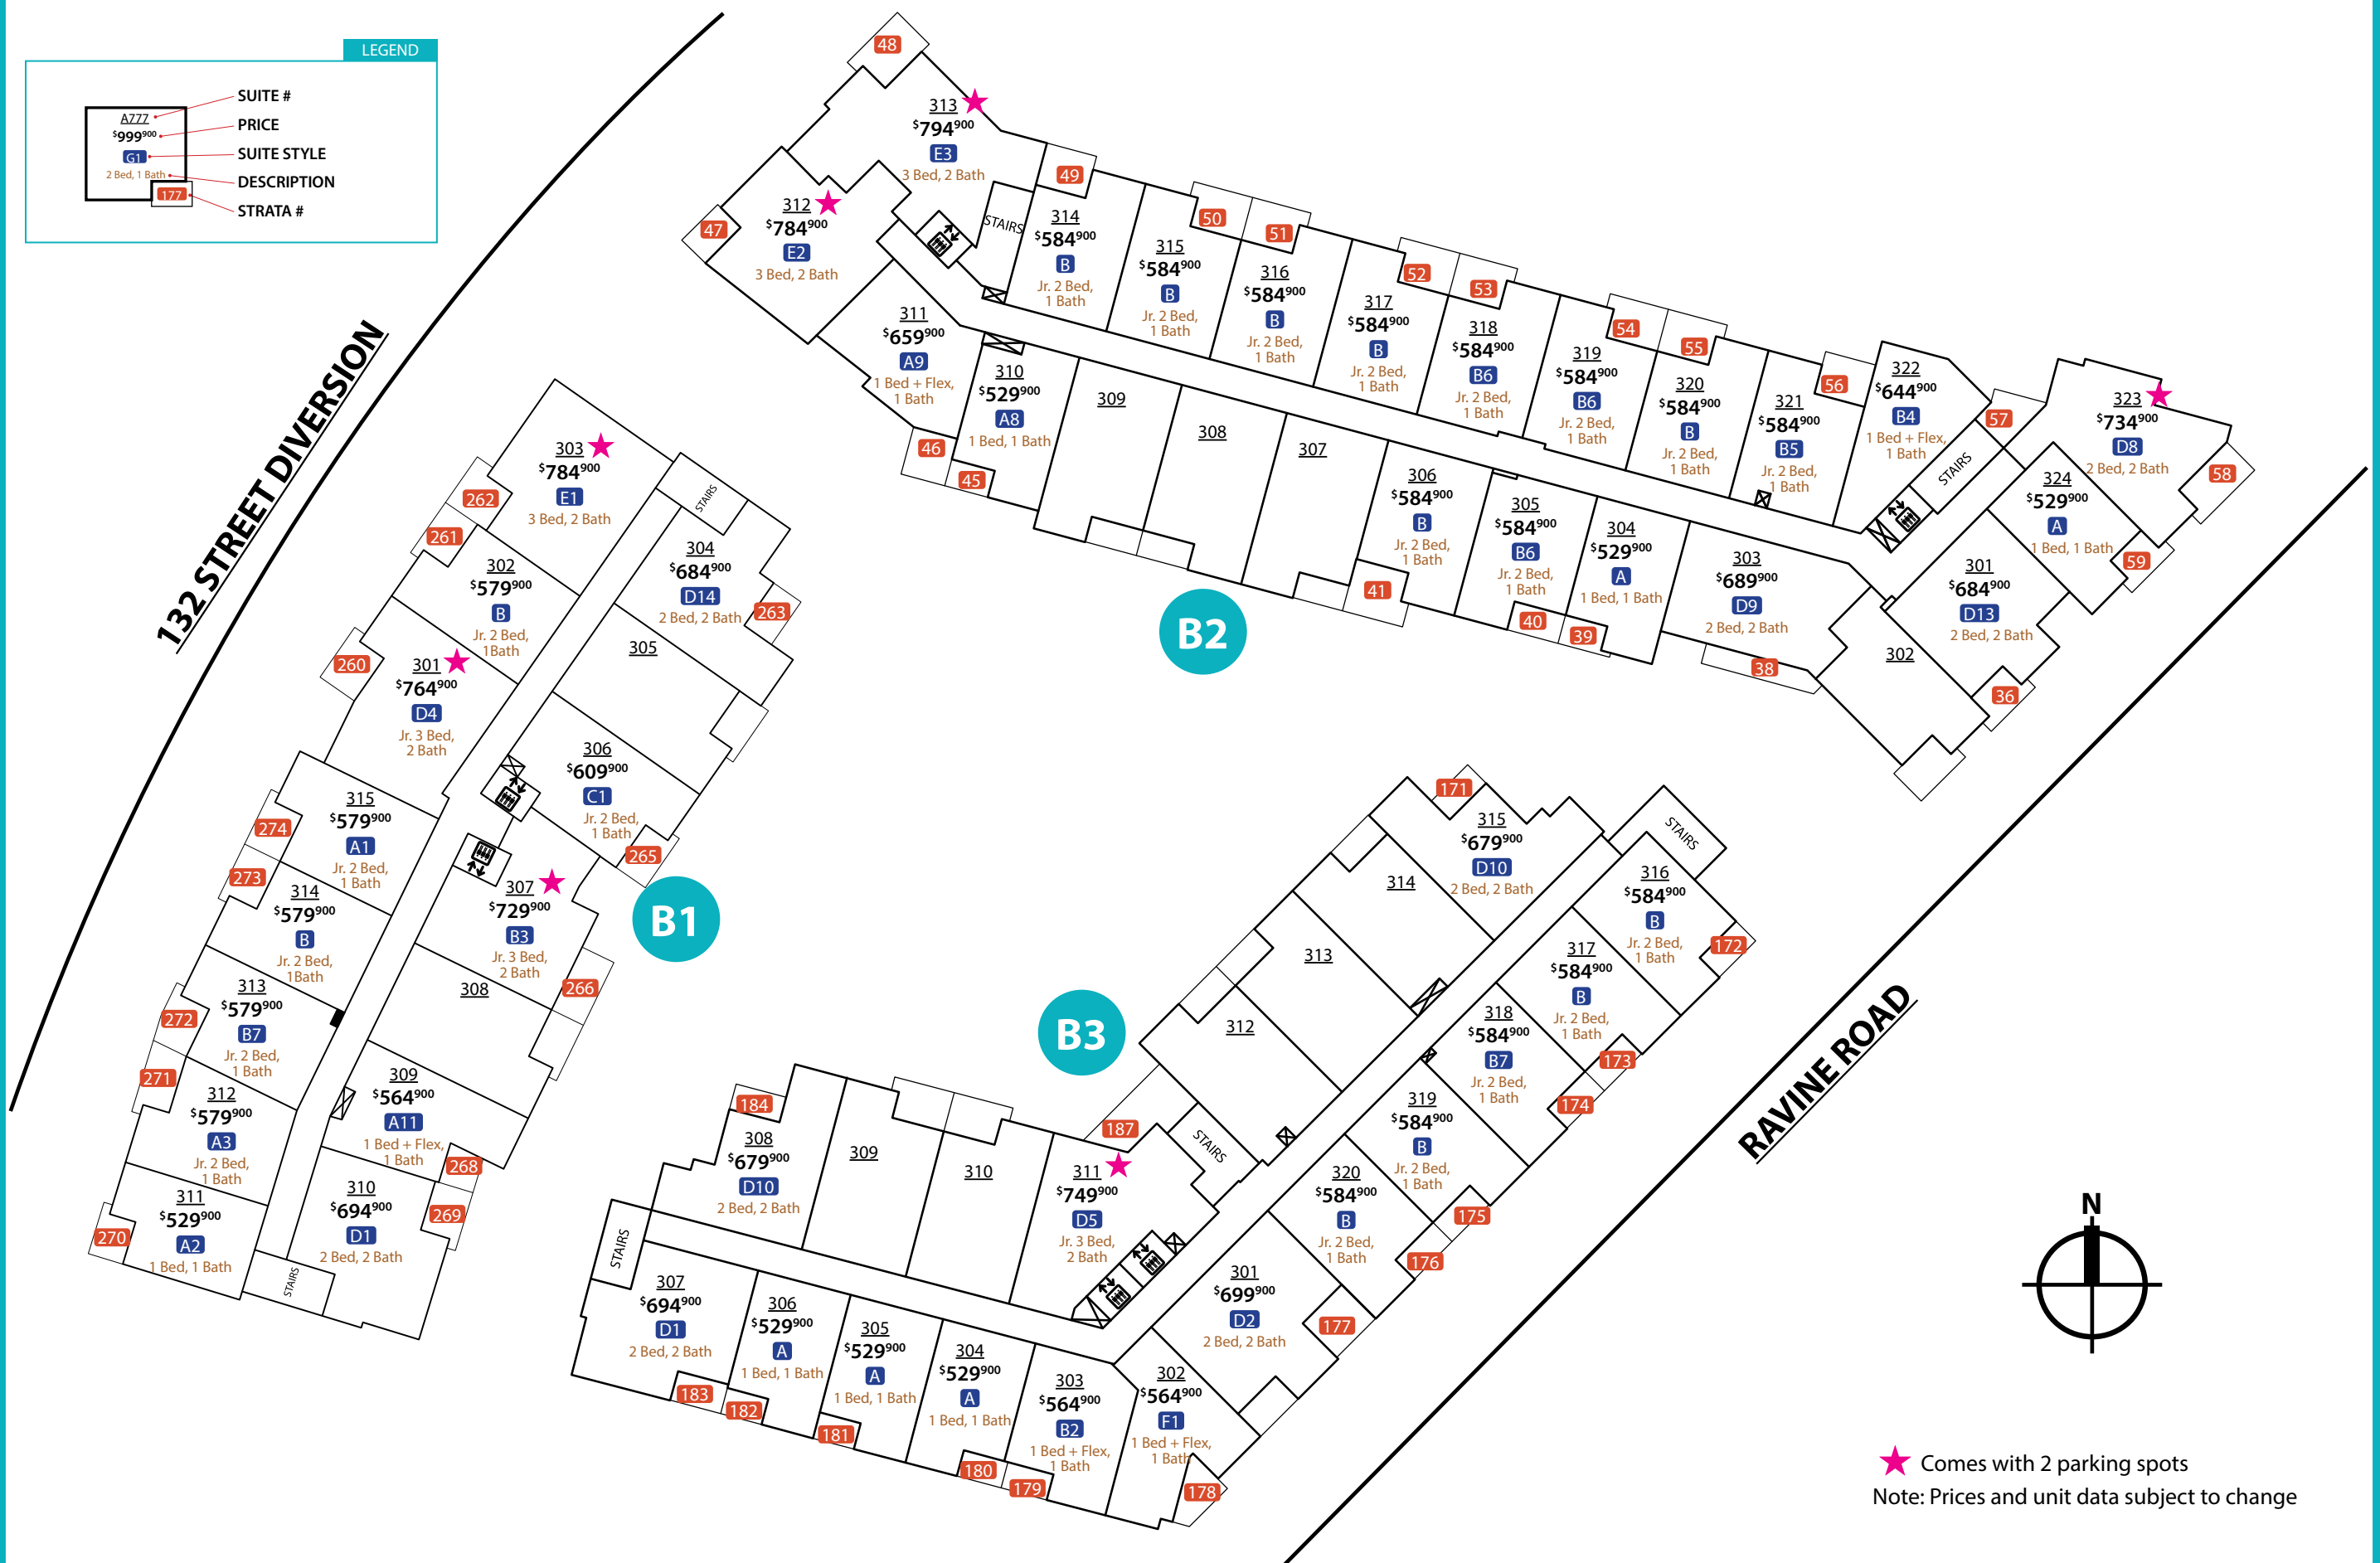 LEGEND
A777
$999900
G1
2 Bed, 1 Bath
177
SUITE #
PRICE
SUITE STYLE
DESCRIPTION
STRATA #
132 STREET DIVERSION
48
313
$794900
E3
3 Bed, 2 Bath
47
312
$784900
E2
3 Bed, 2 Bath
STAIRS
49
314
$584900
B
Jr. 2 Bed,
1 Bath
50
315
$584900
B
Jr. 2 Bed,
1 Bath
51
316
$584900
B
Jr. 2 Bed,
1 Bath
52
317
$584900
B
Jr. 2 Bed,
1 Bath
53
318
$584900
B6
Jr. 2 Bed,
1 Bath
54
319
$584900
B6
Jr. 2 Bed,
1 Bath
55
320
$584900
B
Jr. 2 Bed,
1 Bath
56
321
$584900
B5
Jr. 2 Bed,
1 Bath
322
$644900
B4
1 Bed + Flex,
1 Bath
57
STAIRS
323
$734900
D8
2 Bed, 2 Bath
58
324
$529900
A
1 Bed, 1 Bath
59
301
$684900
D13
2 Bed, 2 Bath
36
302
303
$689900
D9
2 Bed, 2 Bath
38
304
$529900
A
1 Bed, 1 Bath
39
305
$584900
B6
Jr. 2 Bed,
1 Bath
40
306
$584900
B
Jr. 2 Bed,
1 Bath
41
307
308
309
310
$529900
A8
1 Bed, 1 Bath
45
311
$659900
A9
1 Bed + Flex,
1 Bath
46
B2
303
$784900
E1
3 Bed, 2 Bath
262
261
302
$579900
B
Jr. 2 Bed,
1Bath
260
301
$764900
D4
Jr. 3 Bed,
2 Bath
STAIRS
304
$684900
D14
2 Bed, 2 Bath
263
305
306
$609900
C1
Jr. 2 Bed,
1 Bath
265
315
$579900
A1
Jr. 2 Bed,
1 Bath
274
273
314
$579900
B
Jr. 2 Bed,
1Bath
307
$729900
B3
Jr. 3 Bed,
2 Bath
266
B1
313
$579900
B7
Jr. 2 Bed,
1 Bath
272
271
308
312
$579900
A3
Jr. 2 Bed,
1 Bath
309
$564900
A11
1 Bed + Flex,
1 Bath
268
311
$529900
A2
1 Bed, 1 Bath
270
310
$694900
D1
2 Bed, 2 Bath
269
STAIRS
B3
171
315
$679900
D10
2 Bed, 2 Bath
314
313
312
STAIRS
316
$584900
B
Jr. 2 Bed,
1 Bath
172
317
$584900
B
Jr. 2 Bed,
1 Bath
173
318
$584900
B7
Jr. 2 Bed,
1 Bath
174
319
$584900
B
Jr. 2 Bed,
1 Bath
175
320
$584900
B
Jr. 2 Bed,
1 Bath
176
301
$699900
D2
2 Bed, 2 Bath
177
302
$564900
F1
1 Bed + Flex,
1 Bath
178
303
$564900
B2
1 Bed + Flex,
1 Bath
179
304
$529900
A
1 Bed, 1 Bath
180
305
$529900
A
1 Bed, 1 Bath
181
306
$529900
A
1 Bed, 1 Bath
182
307
$694900
D1
2 Bed, 2 Bath
183
STAIRS
184
308
$679900
D10
2 Bed, 2 Bath
309
310
311
$749900
D5
Jr. 3 Bed,
2 Bath
187
STAIRS
RAVINE ROAD
N
Comes with 2 parking spots
Note: Prices and unit data subject to change